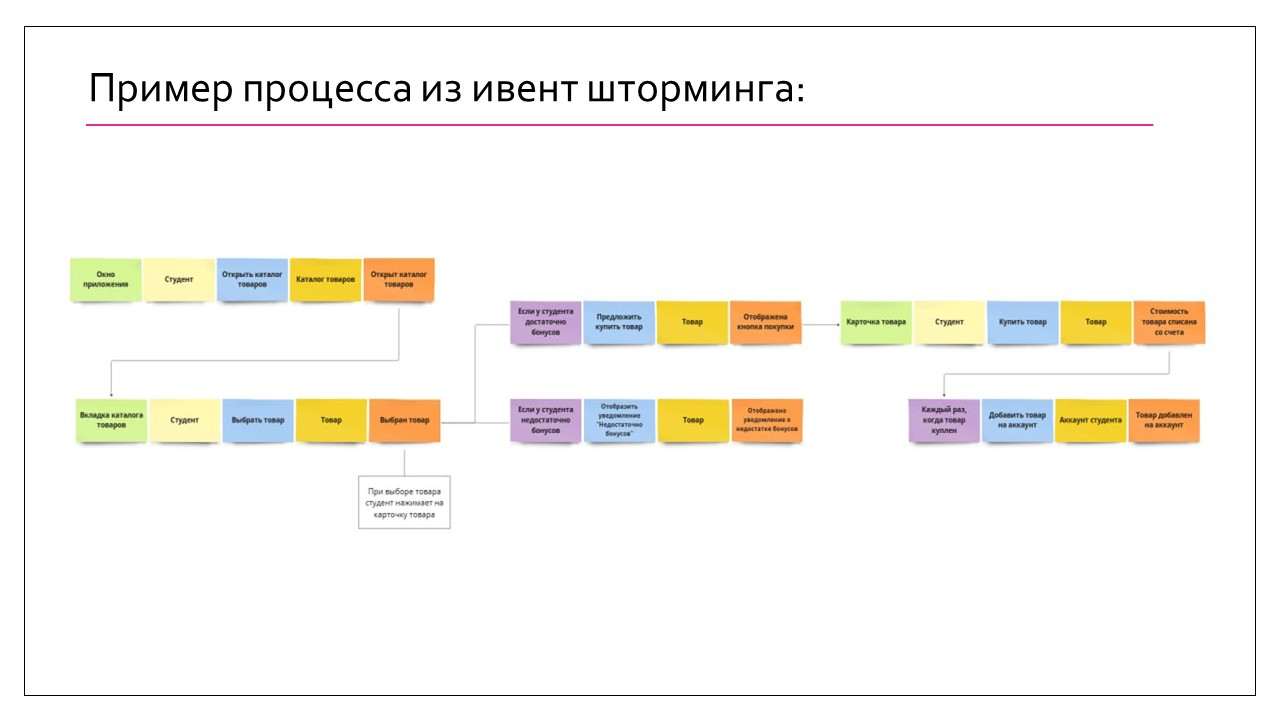 Пример процесса из ивент шторминга:
Окно
приложения
Студент
Открыть каталог
товаров
Каталог товаров
Открыт каталог
товаров
Если у студента
достаточно
бонусов
Предложить
купить товар
Товар
Отображена
кнопка покупки
Карточка товара
Студент
Купить товар
Товар
Стоимость
товара списана
со счета
Вкладка каталога
товаров
Студент
Выбрать товар
Товар
Выбран товар
Если у студента
недостаточно
бонусов
Отобразить
уведомление
"Недостаточно
бонусов"
Товар
Отображено
уведомление о
недостатке бонусов
Каждый раз,
когда товар
куплен
Добавить товар
на аккаунт
Аккаунт студента
Товар добавлен
на аккаунт
При выборе товара
студент нажимает на
карточку товара